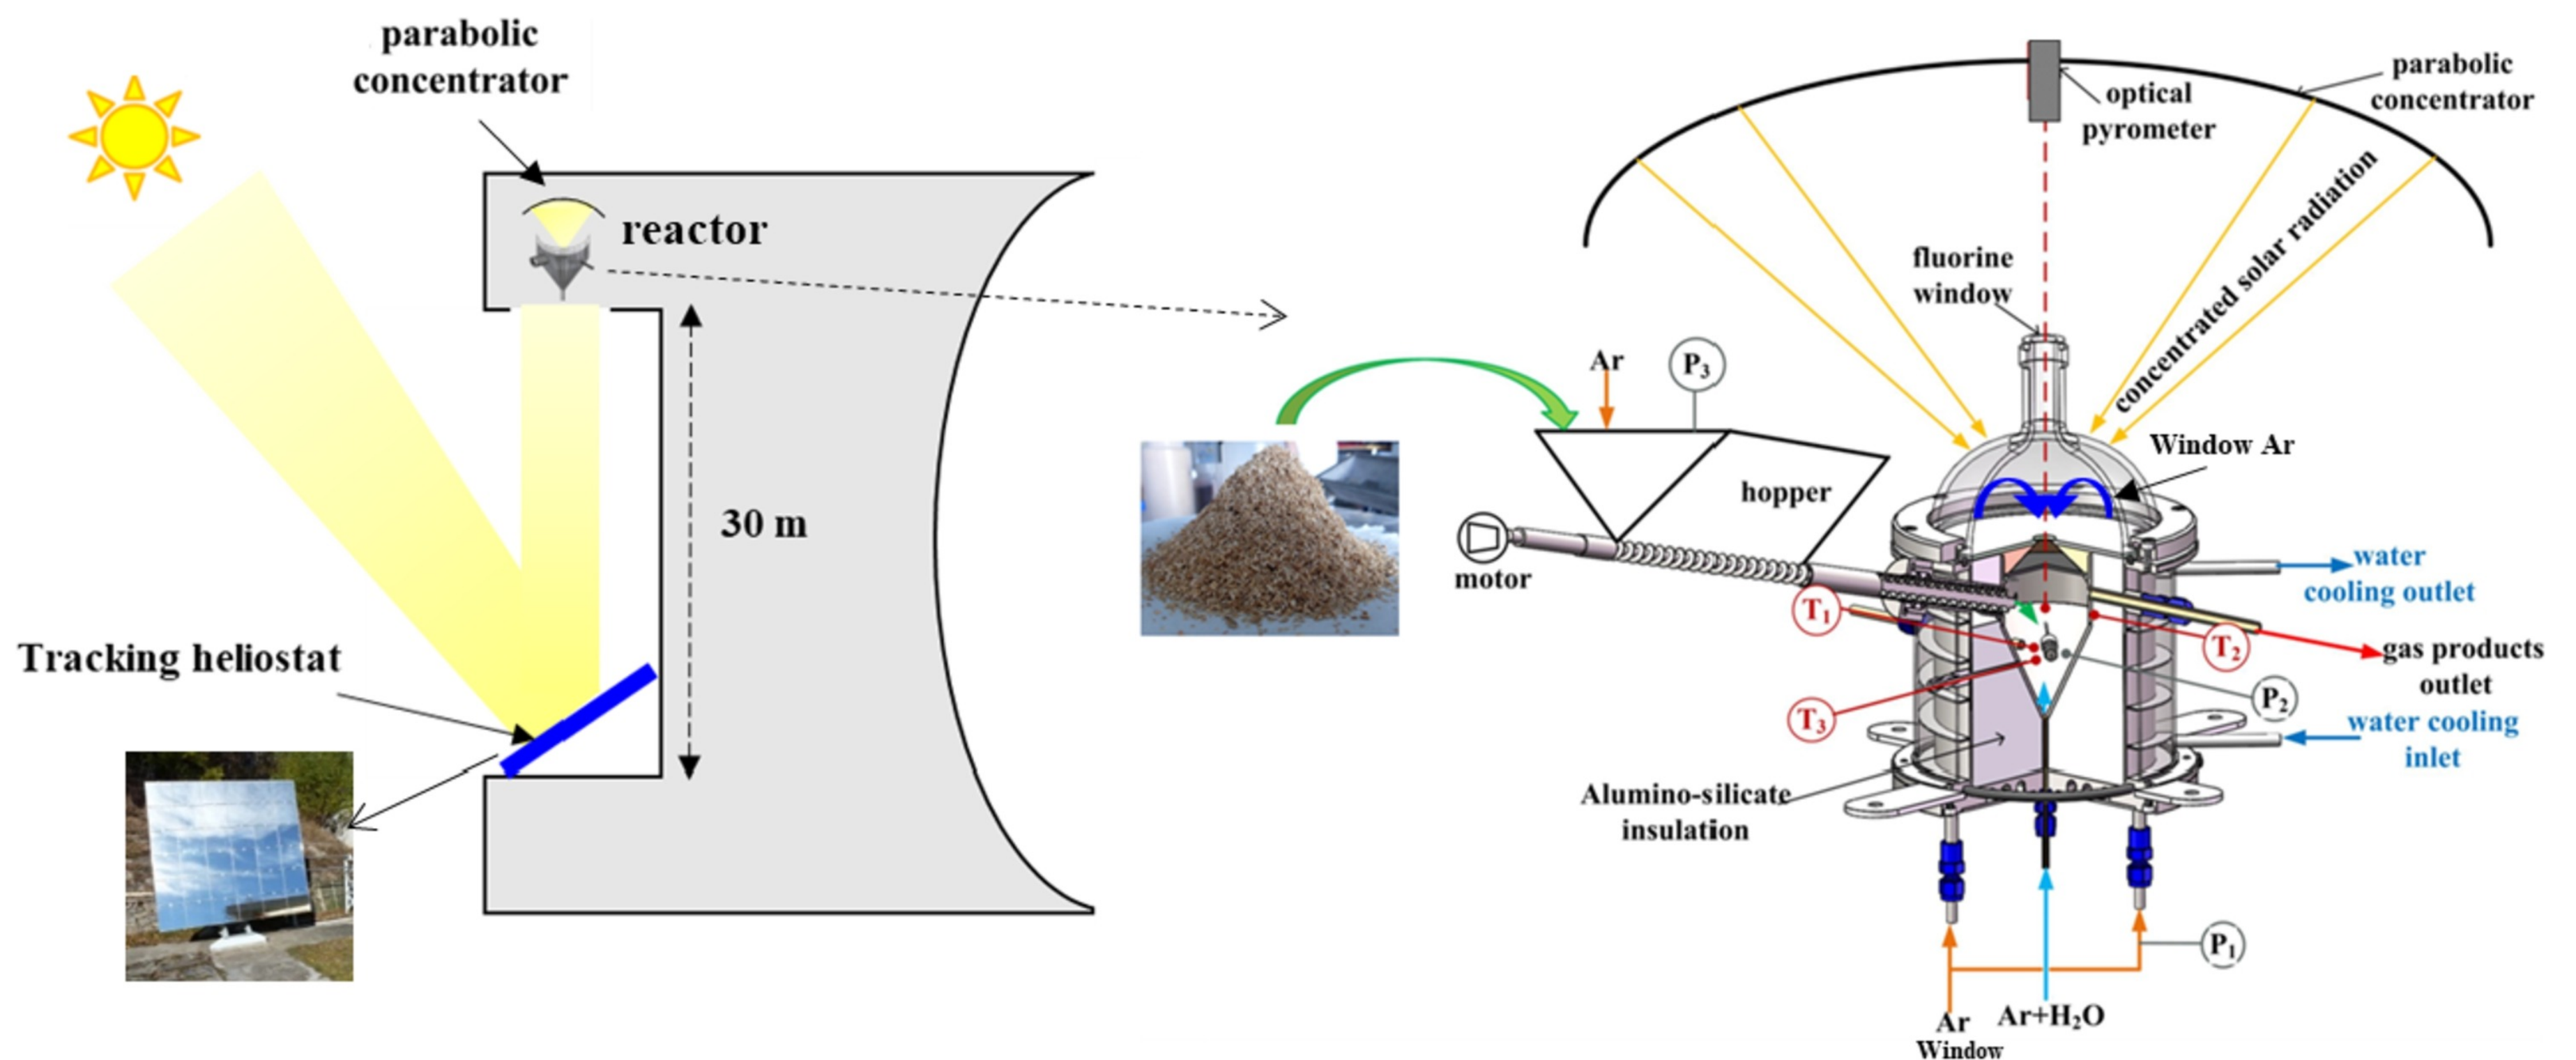 parabolic
concentrator
reactor
30 m
Tracking heliostat
parabolic
concentrator
optical
pyrometer
concentrated solar radiation
fluorine
window
Window Ar
Ar
P3
hopper
motor
T1
T2
T3
P2
water
cooling outlet
gas products
outlet
water cooling
inlet
Alumino-silicate
insulation
P1
Ar
Window
Ar+H2O